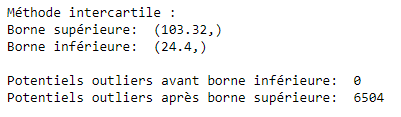 Méthode intercartile :
Borne supérieure:  (103.32,)
Borne inférieure:  (24.4,)
Potentiels outliers avant borne inférieure:  0
Potentiels outliers après borne supérieure:  6504